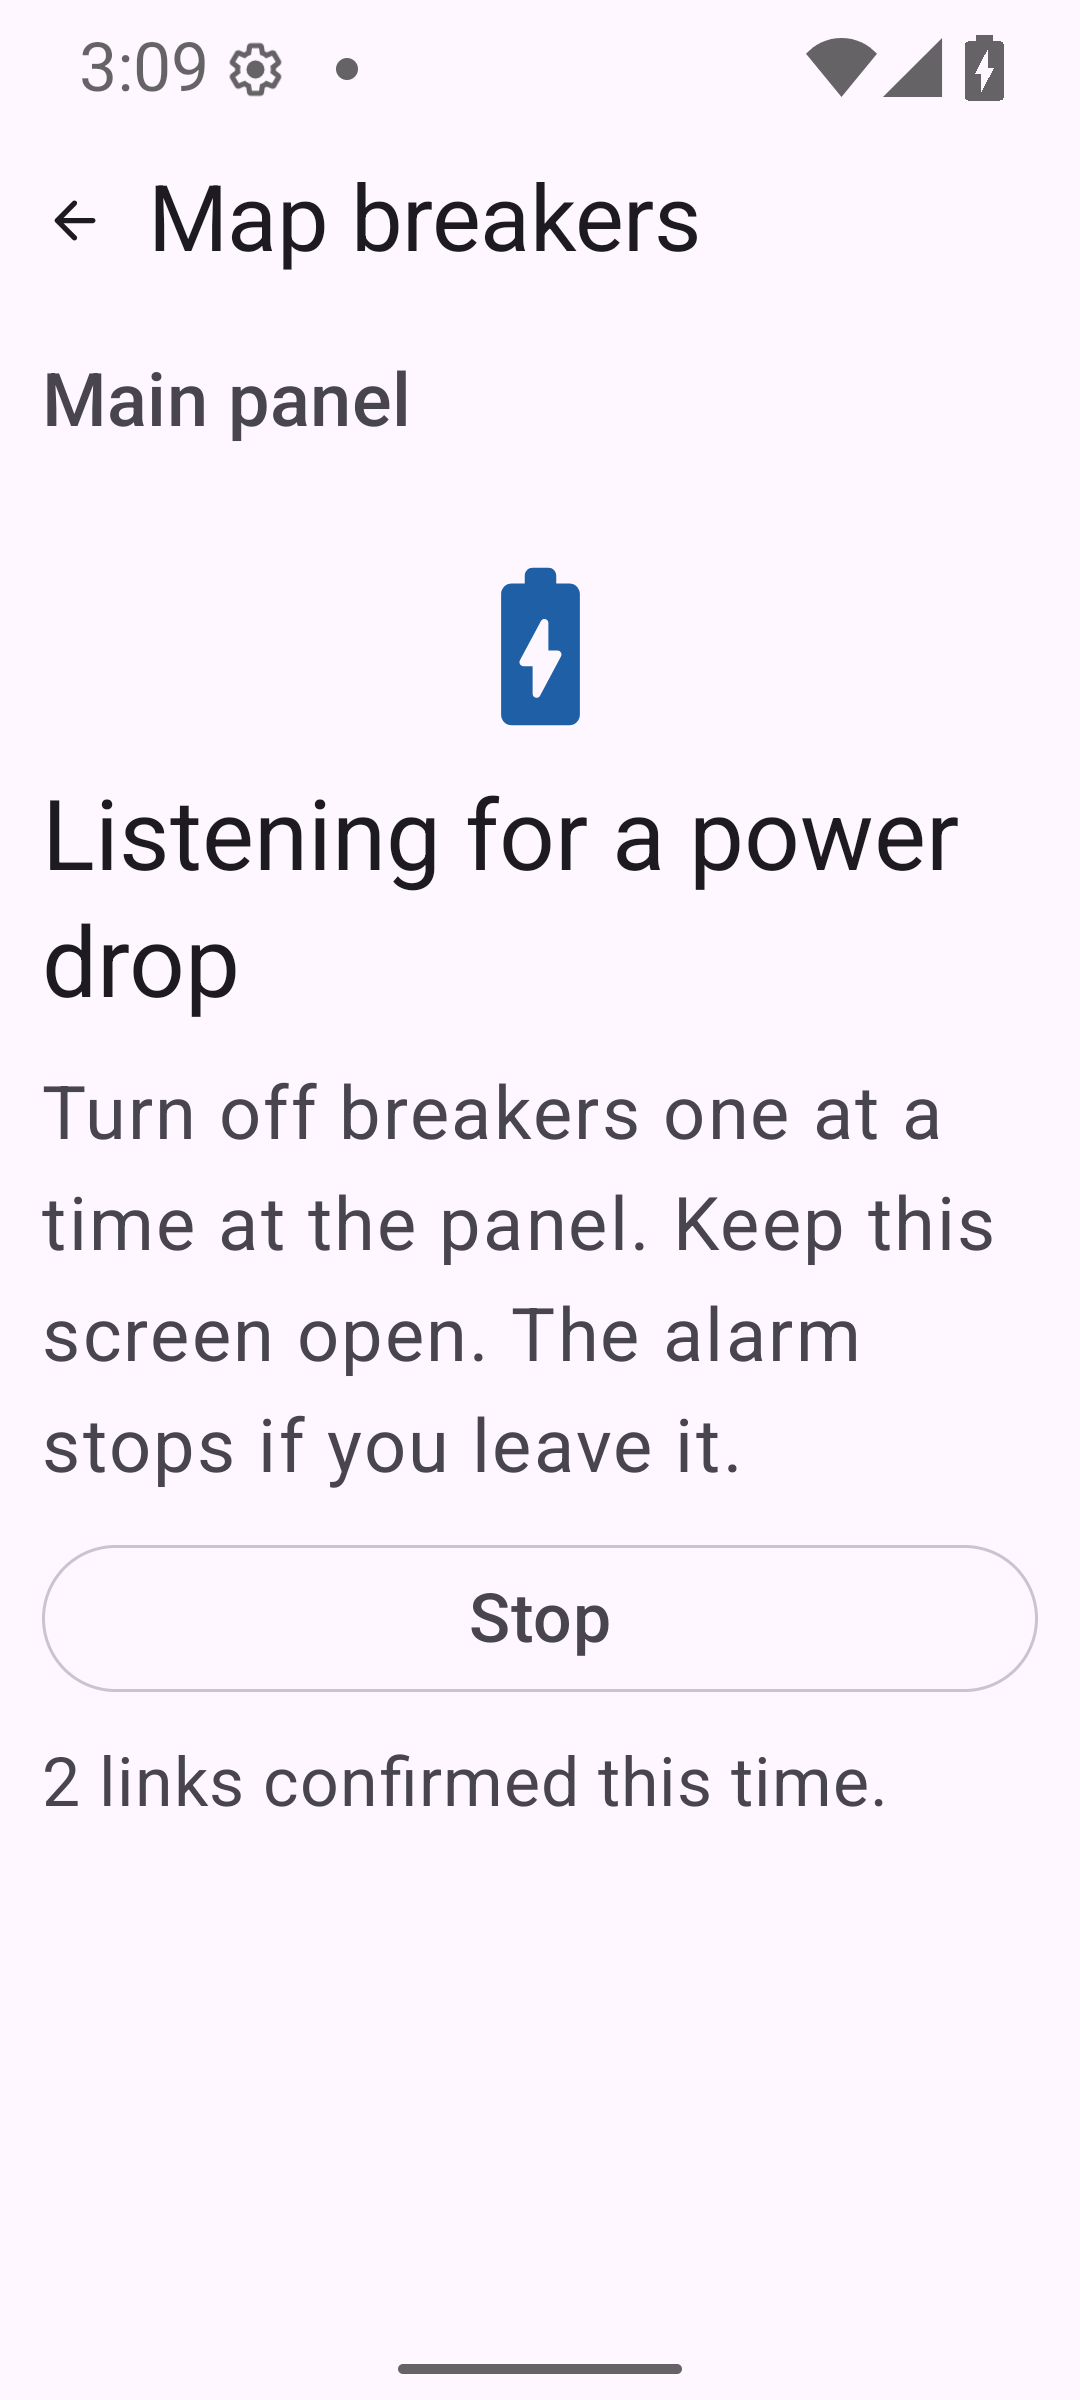 3:09
Map breakers
Main panel
Listening for a power
drop
Turn off breakers one at a
time at the panel. Keep this
screen open. The alarm
stops if you leave it.
Stop
2 links confirmed this time.